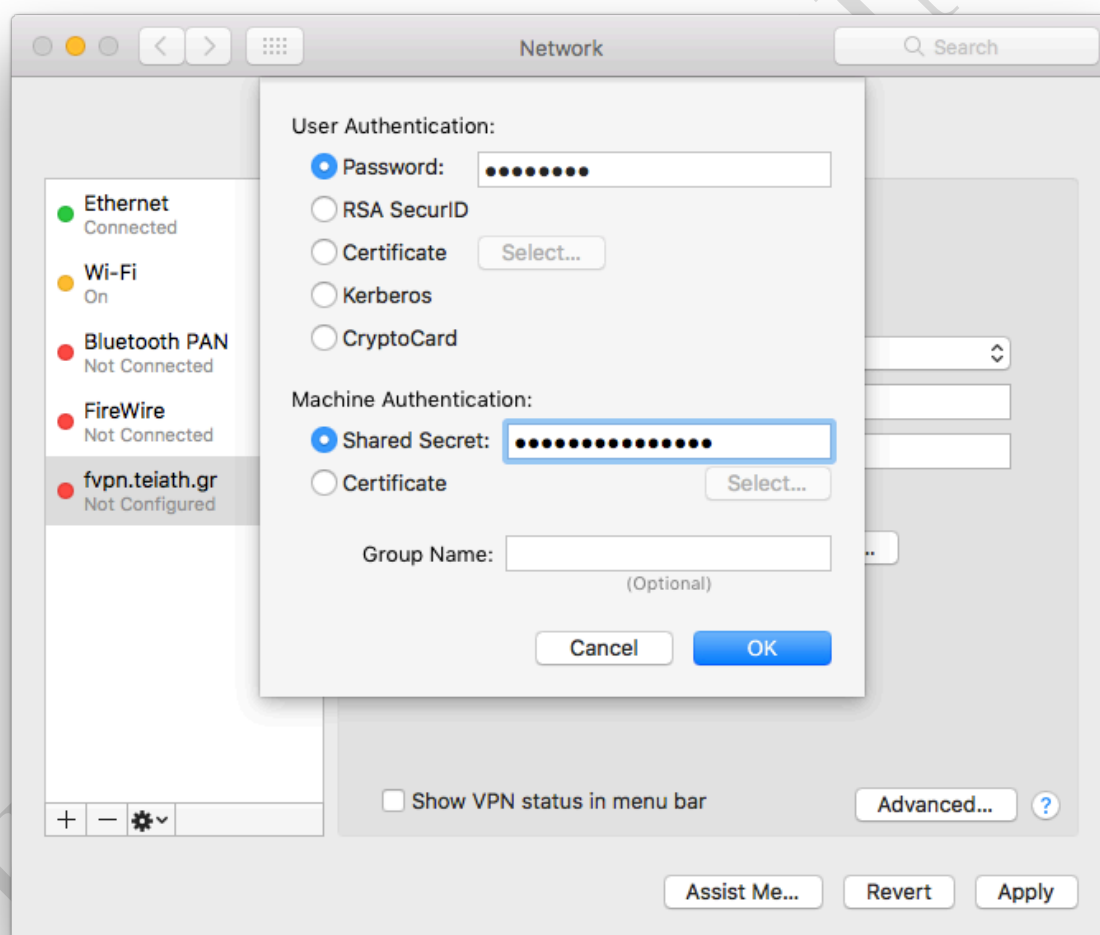 Network
Search
User Authentication:
Password: ••••••••
RSA SecurID
Certificate Select...
Kerberos
CryptoCard
Machine Authentication:
Shared Secret: •••••••••••••••
Certificate Select...
Group Name:
(Optional)
Cancel OK
Ethernet
Connected
Wi-Fi
On
Bluetooth PAN
Not Connected
FireWire
Not Connected
fvpn.teiath.gr
Not Configured
..
Show VPN status in menu bar
Advanced... ?
+ −
Assist Me... Revert Apply